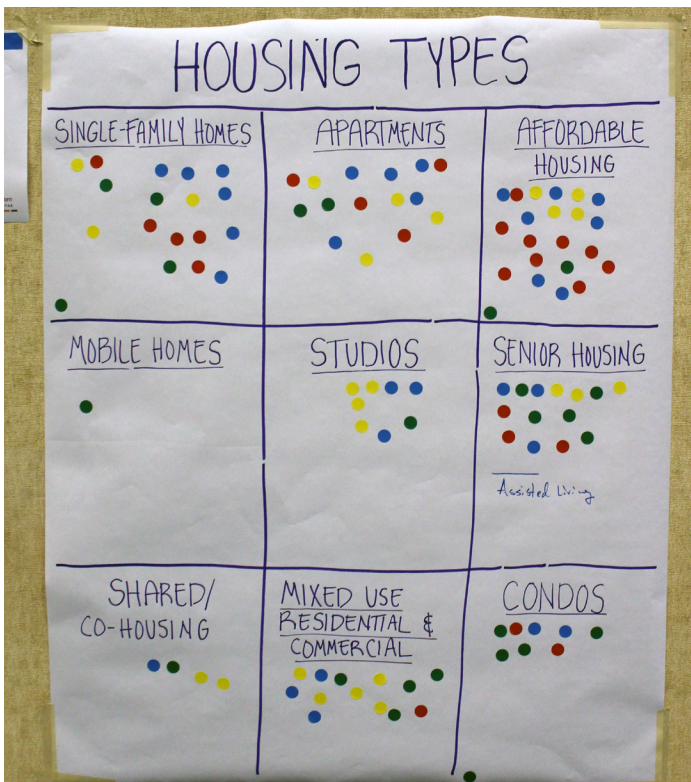 HOUSING TYPES
SINGLE-FAMILY HOMES
APARTMENTS
AFFORDABLE
HOUSING
MOBILE HOMES
STUDIOS
SENIOR HOUSING
Assisted Living
SHARED/
CO-HOUSING
MIXED USE
RESIDENTIAL &
COMMERCIAL
CONDOS